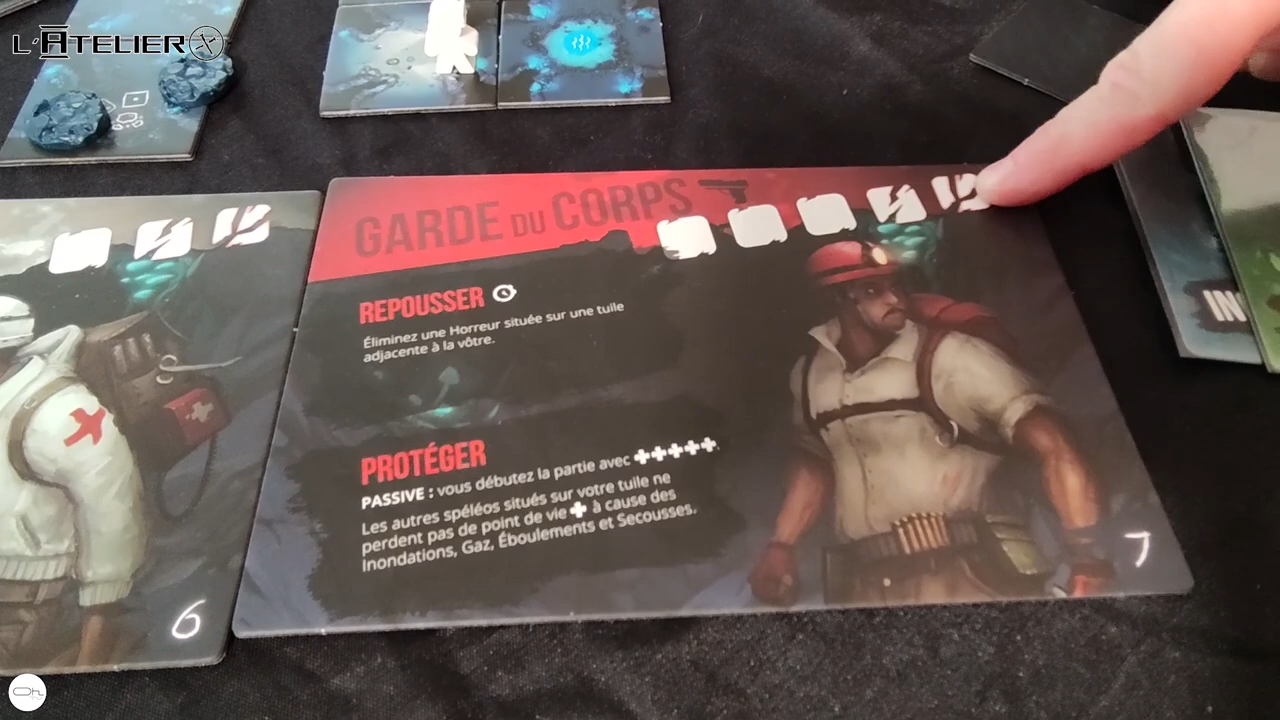 L'ATELIER
GARDE DU CORPS
REPOUSSER
Éliminez une Horreur située sur une tuile
adjacente à la vôtre.
PROTÉGER
PASSIVE : vous débutez la partie avec +++++.
Les autres spéléos situés sur votre tuile ne
perdent pas de point de vie + à cause des
Inondations, Gaz, Éboulements et Secousses.
6
7
IN
Oh